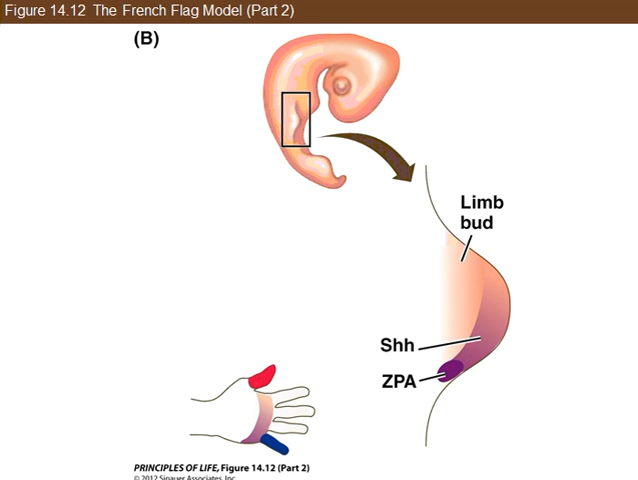 Figure 14.12 The French Flag Model (Part 2)
(B)
Limb
bud
Shh
ZPA
PRINCIPLES OF LIFE, Figure 14.12 (Part 2)
© 2012 Sinauer Associates, Inc.